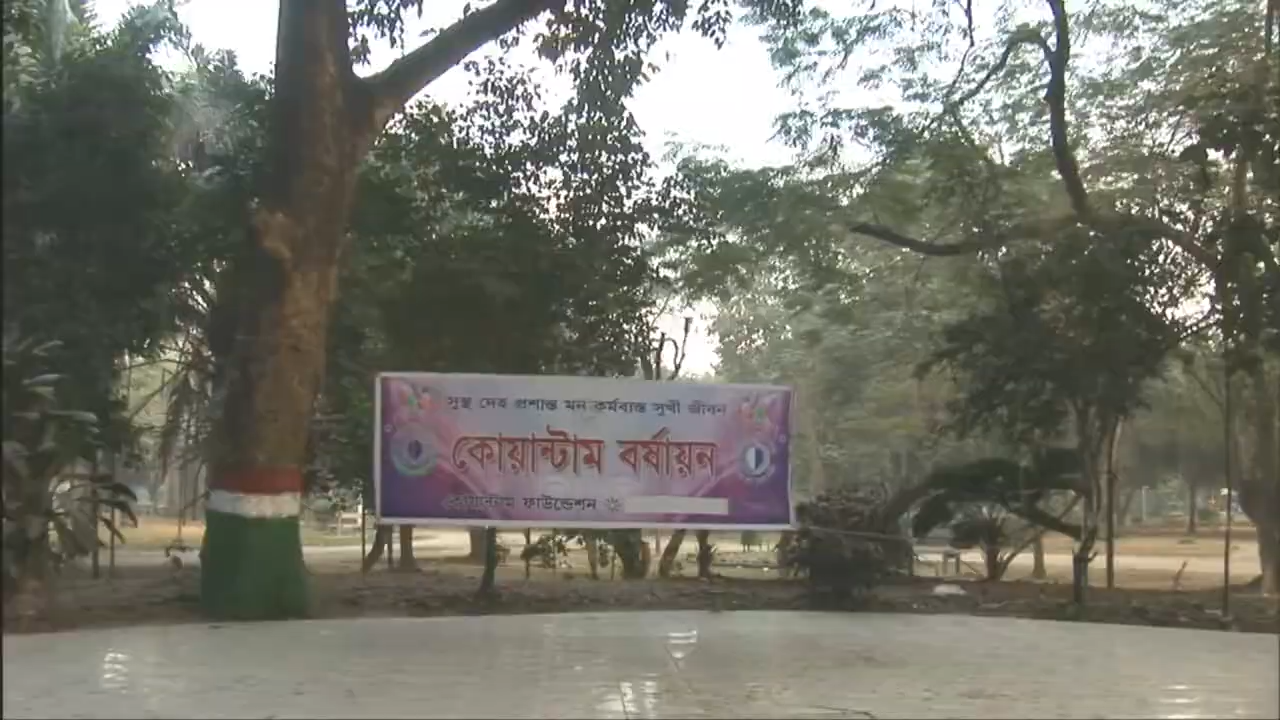 সুস্থ দেহ প্রশান্ত মন কর্মব্যস্ত সুখী জীবন
কোয়ান্টাম বর্ষায়ন
কোয়ান্টাম ফাউন্ডেশন